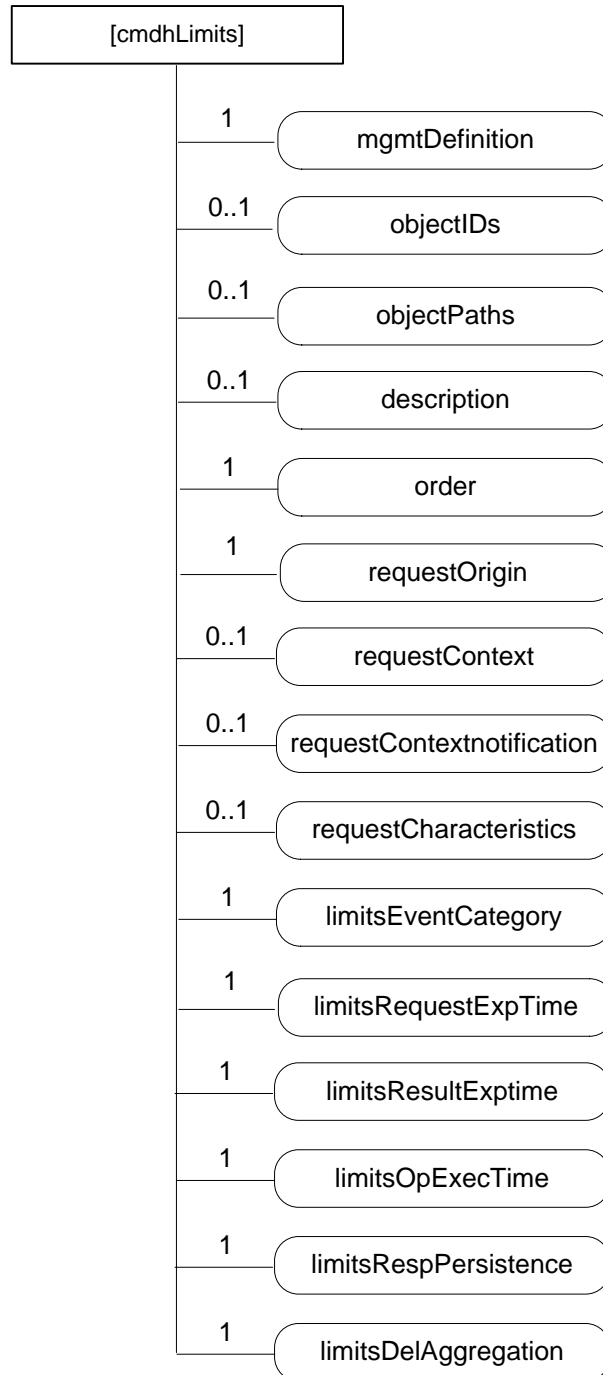 [cmdhLimits]
1
mgmtDefinition
0..1
objectIDs
0..1
objectPaths
0..1
description
1
order
1
requestOrigin
0..1
requestContext
0..1
requestContextnotification
0..1
requestCharacteristics
1
limitsEventCategory
1
limitsRequestExpTime
1
limitsResultExptime
1
limitsOpExecTime
1
limitsRespPersistence
1
limitsDelAggregation